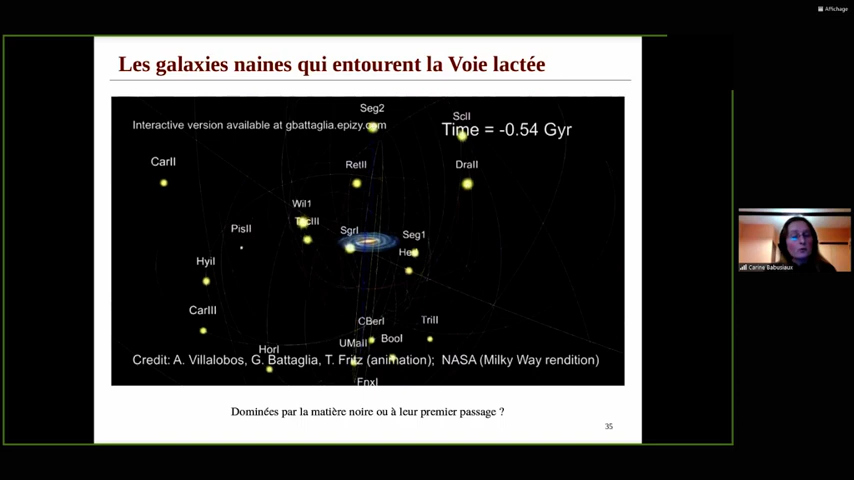 Affichage
Les galaxies naines qui entourent la Voie lactée
Seg2
Interactive version available at gbattaglia.epizy.com
SclI
Time = -0.54 Gyr
CarII
RetII
DraII
Wil1
TucIII
PisII
SgrI
Seg1
HyiI
CarIII
CBerI
TriII
UMaII
BooI
HorI
Credit: A. Villalobos, G. Battaglia, T. Fritz (animation); NASA (Milky Way rendition)
FnxI
Dominées par la matière noire ou à leur premier passage ?
35
Carine Babusiaux